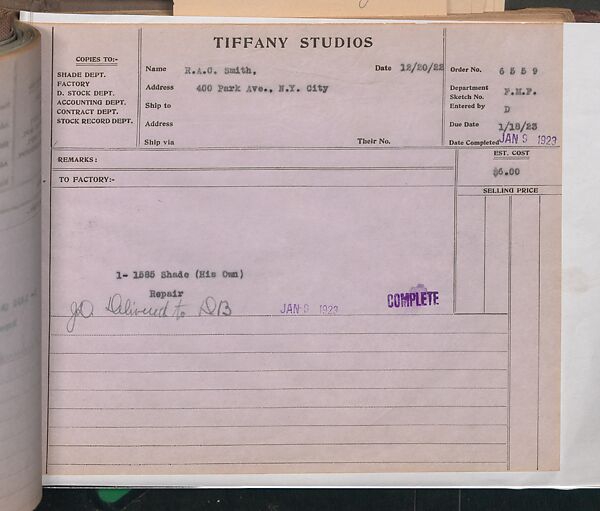 TIFFANY STUDIOS
COPIES TO:-
SHADE DEPT.
FACTORY
D. STOCK DEPT.
ACCOUNTING DEPT.
CONTRACT DEPT.
STOCK RECORD DEPT.
Name R.A.C. Smith, Date 12/20/22
Address 400 Park Ave., N.Y. City
Ship to
Address
Ship via Their No.
Order No. 6559
Department F.M.F.
Sketch No.
Entered by D
Due Date 1/18/23
Date Completed JAN 9 1923
REMARKS:
EST. COST
$6.00
TO FACTORY:-
SELLING PRICE
1- 1585 Shade (His Own)
Repair
JD. Delivered to DB JAN 9 1923 COMPLETE